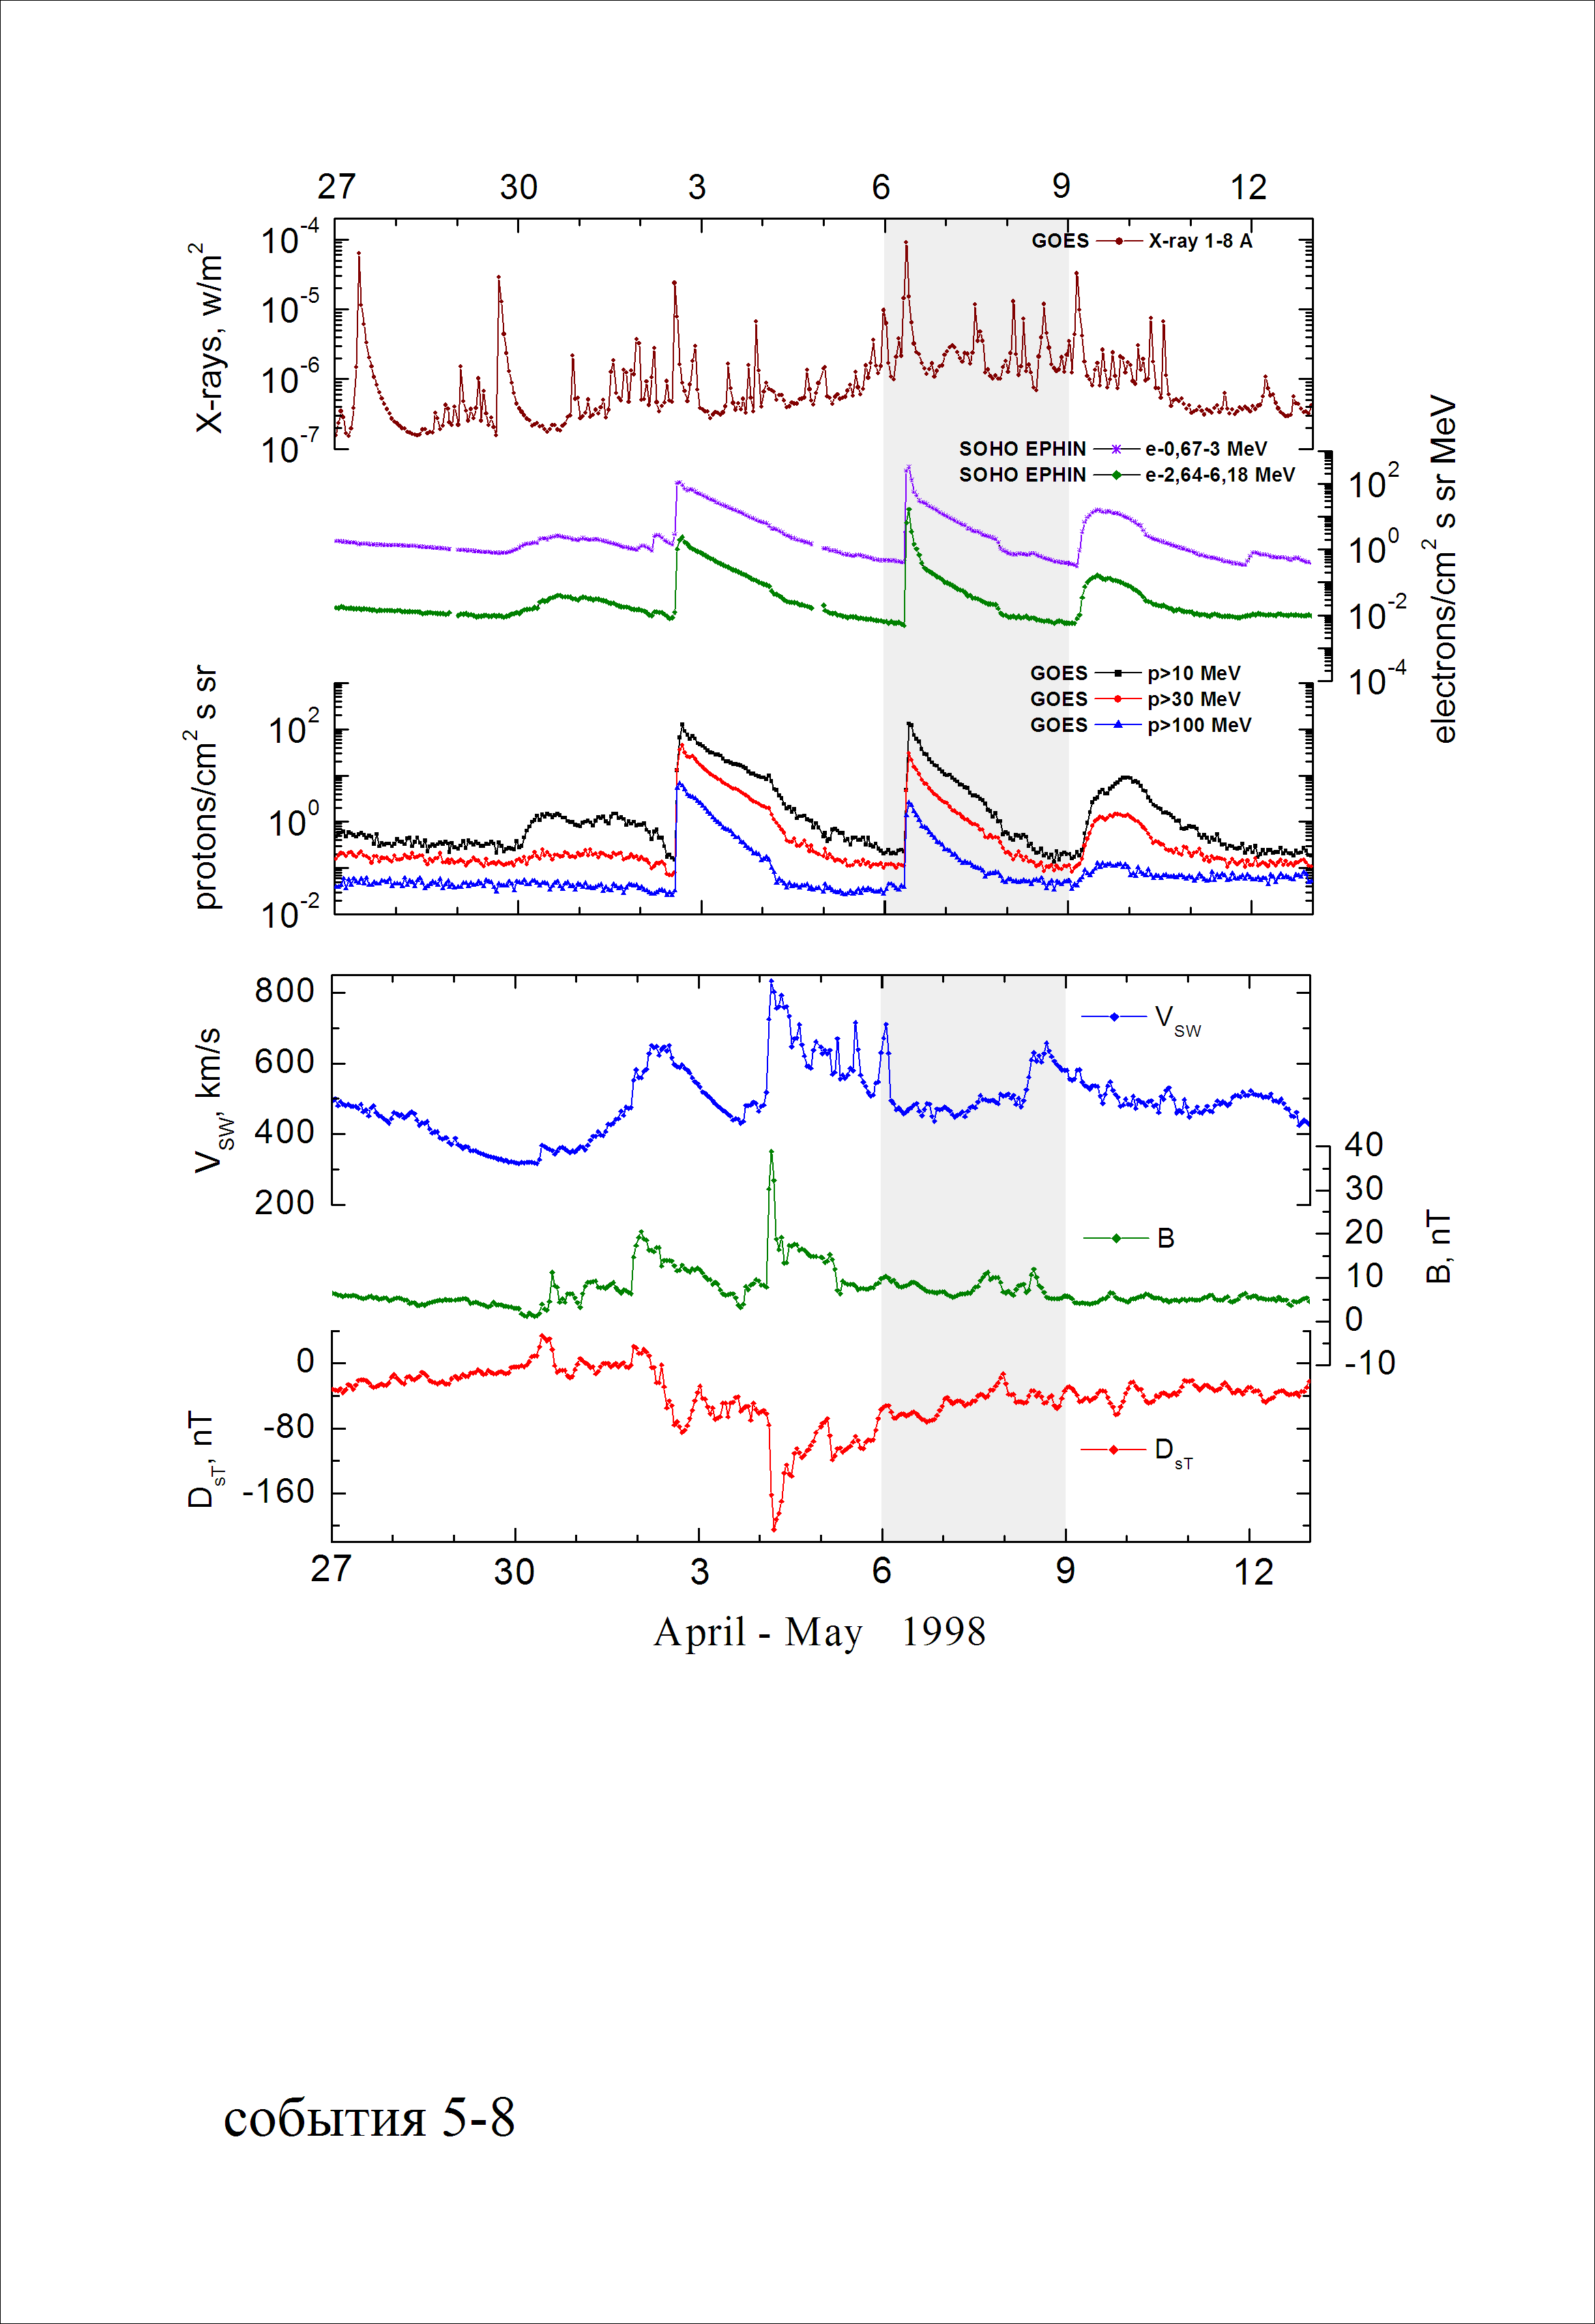 27 30 3 6 9 12
X-rays, w/m2
10-4
10-5
10-6
10-7
GOES X-ray 1-8 A
SOHO EPHIN e-0,67-3 MeV
SOHO EPHIN e-2,64-6,18 MeV
electrons/cm2 s sr MeV
102
100
10-2
10-4
protons/cm2 s sr
102
100
10-2
GOES p>10 MeV
GOES p>30 MeV
GOES p>100 MeV
VSW, km/s
800
600
400
200
VSW
B, nT
40
30
20
10
0
-10
B
DsT, nT
0
-80
-160
DsT
27 30 3 6 9 12
April - May 1998
события 5-8